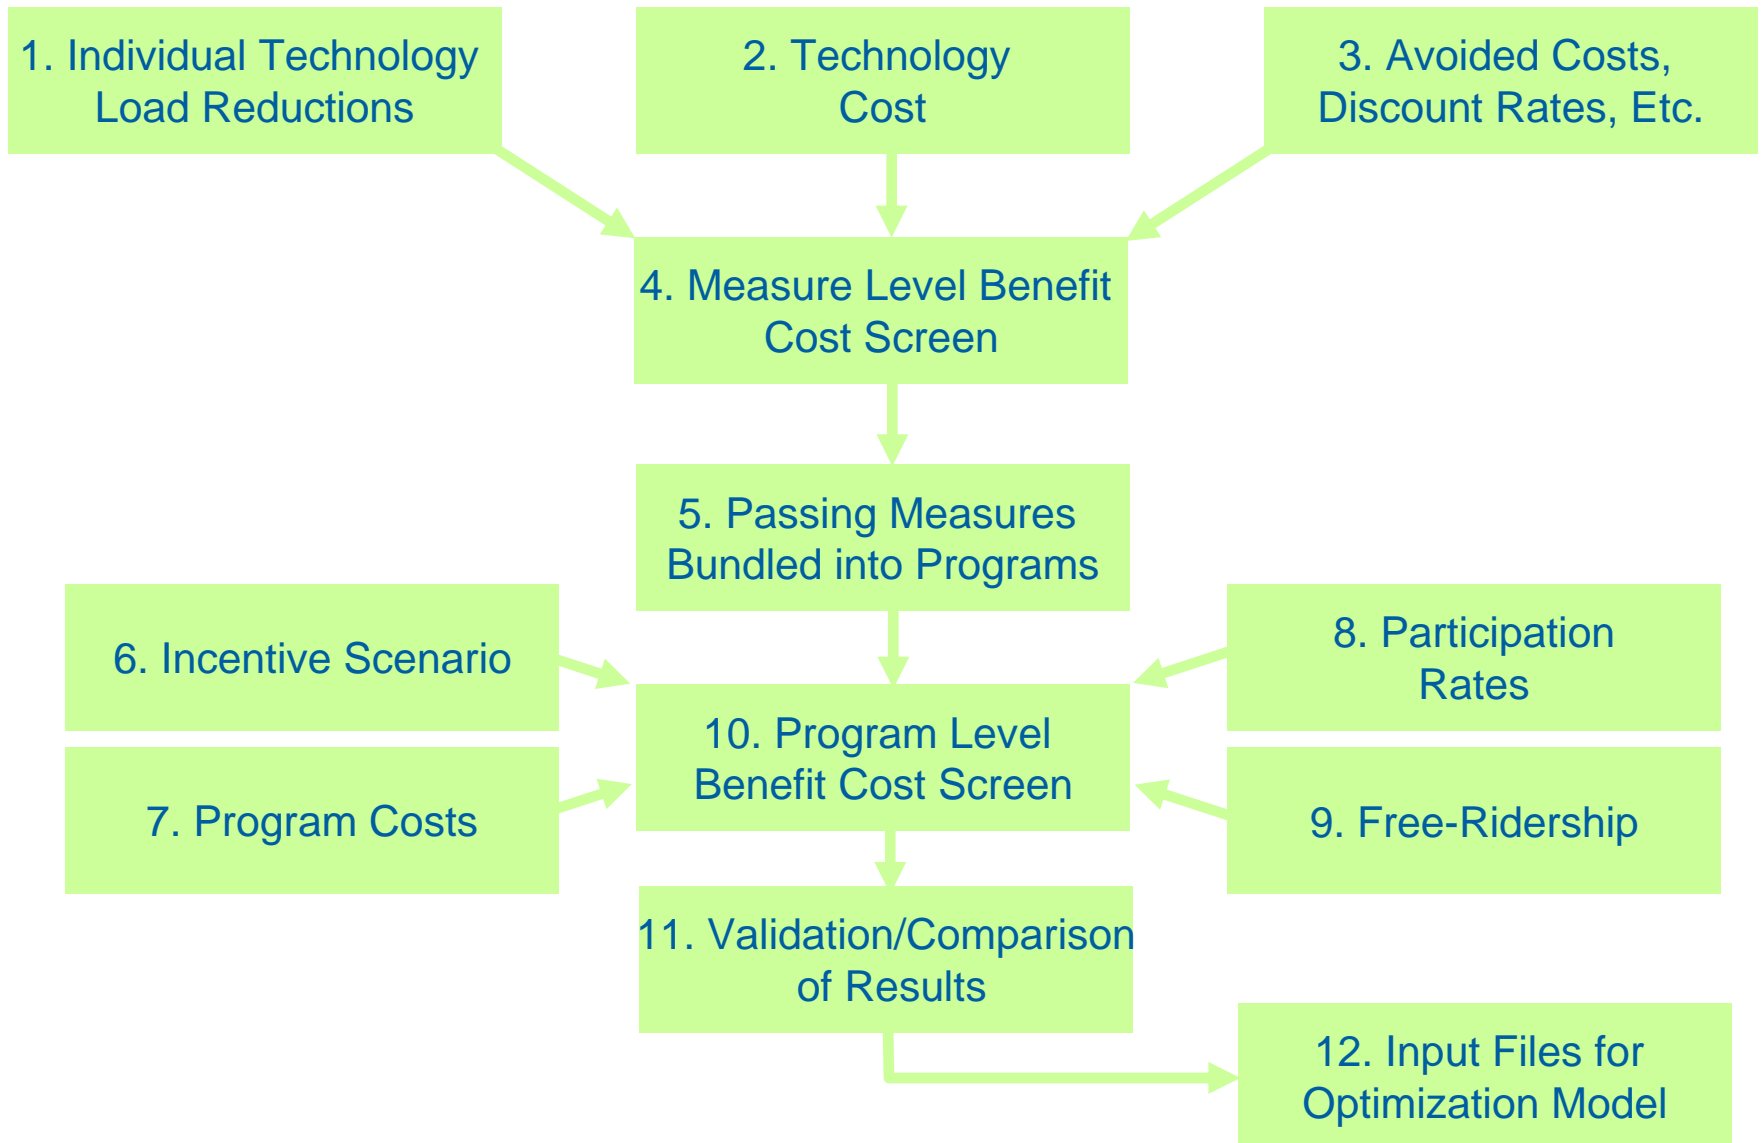 1. Individual Technology
Load Reductions
2. Technology
Cost
3. Avoided Costs,
Discount Rates, Etc.
4. Measure Level Benefit
Cost Screen
5. Passing Measures
Bundled into Programs
6. Incentive Scenario
7. Program Costs
8. Participation
Rates
9. Free-Ridership
10. Program Level
Benefit Cost Screen
11. Validation/Comparison
of Results
12. Input Files for
Optimization Model